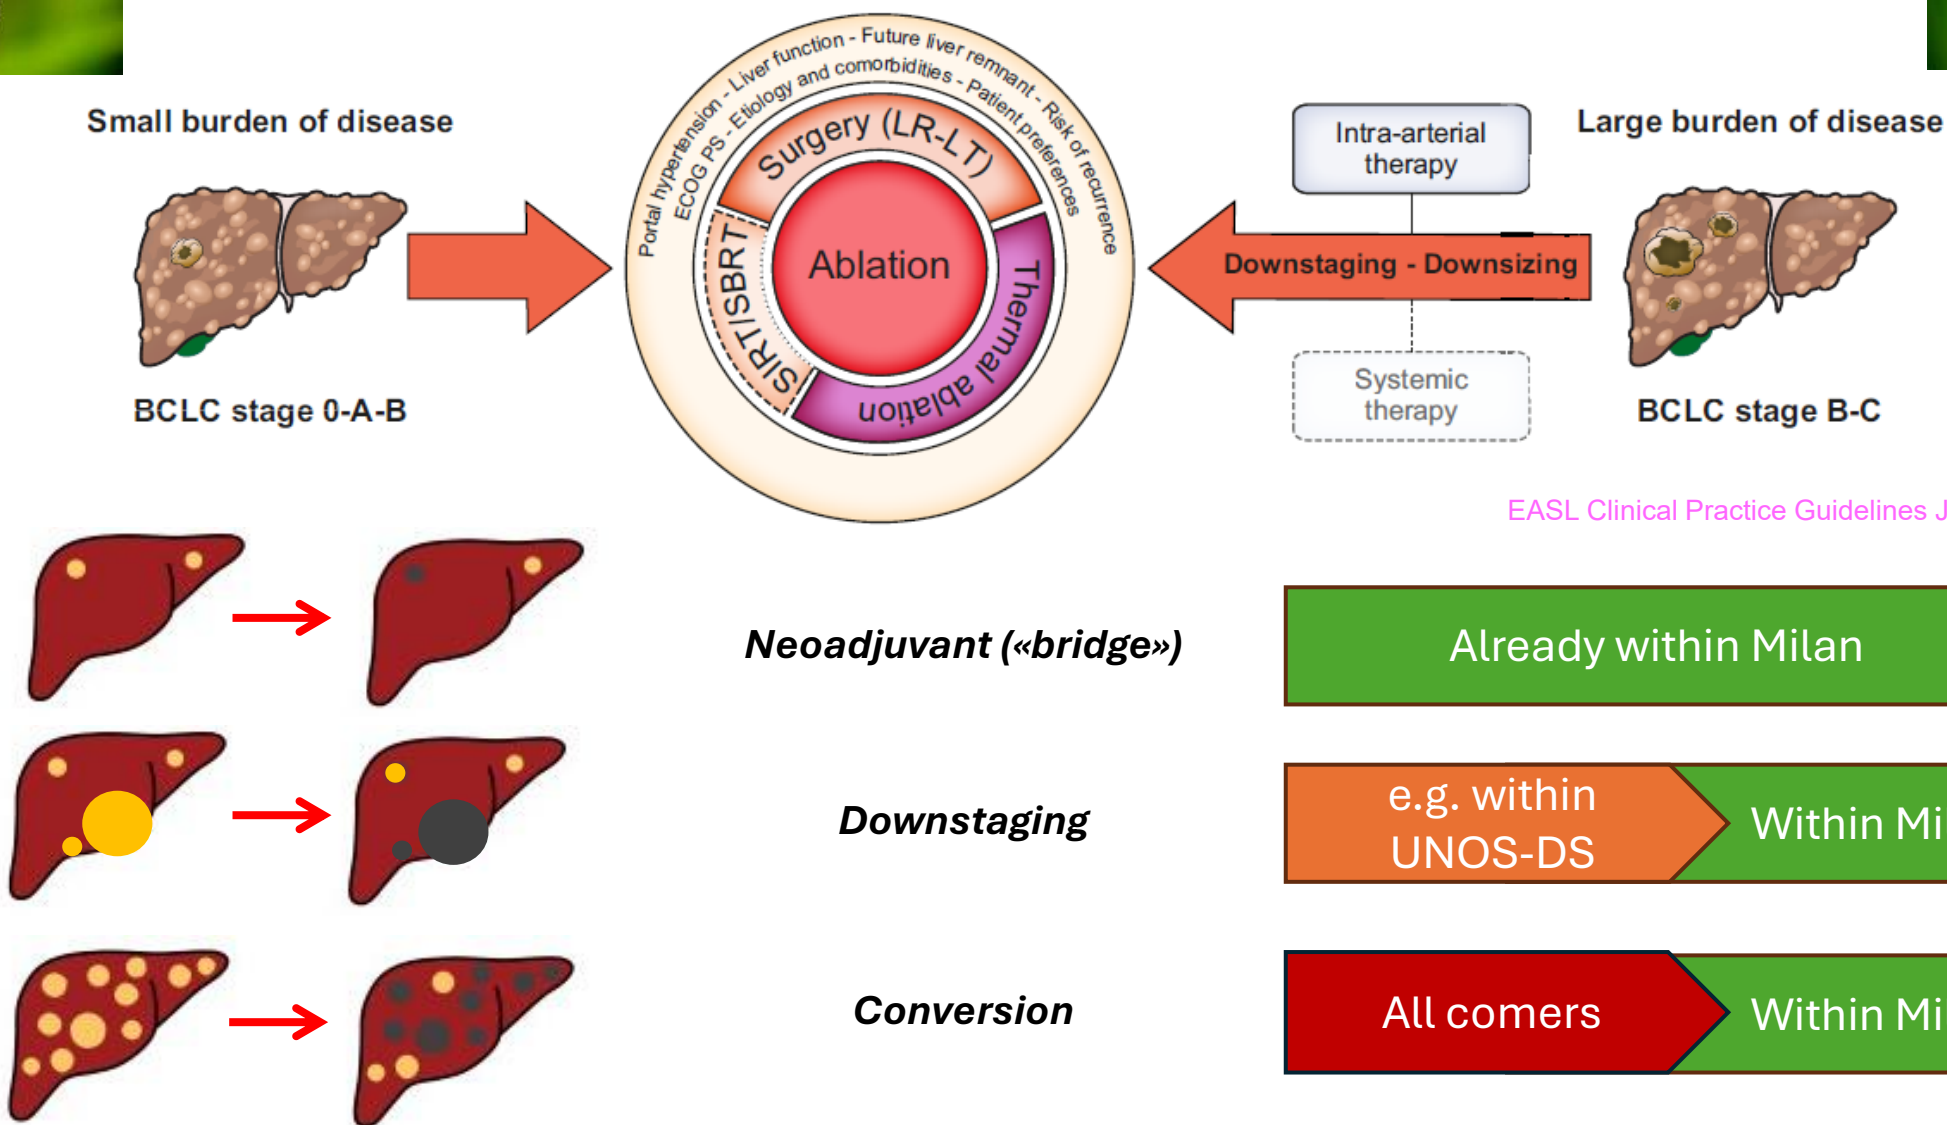 Small burden of disease
BCLC stage 0-A-B
Portal hypertension - Liver function - Future liver remnant - Risk of recurrence
ECOG PS - Etiology and comorbidities - Patient preferences
Surgery (LR-LT)
SIRT/SBRT
Thermal ablation
Ablation
Intra-arterial
therapy
Downstaging - Downsizing
Systemic
therapy
Large burden of disease
BCLC stage B-C
EASL Clinical Practice Guidelines J
Neoadjuvant («bridge»)
Already within Milan
Downstaging
e.g. within
UNOS-DS
Within Mi
Conversion
All comers
Within Mi